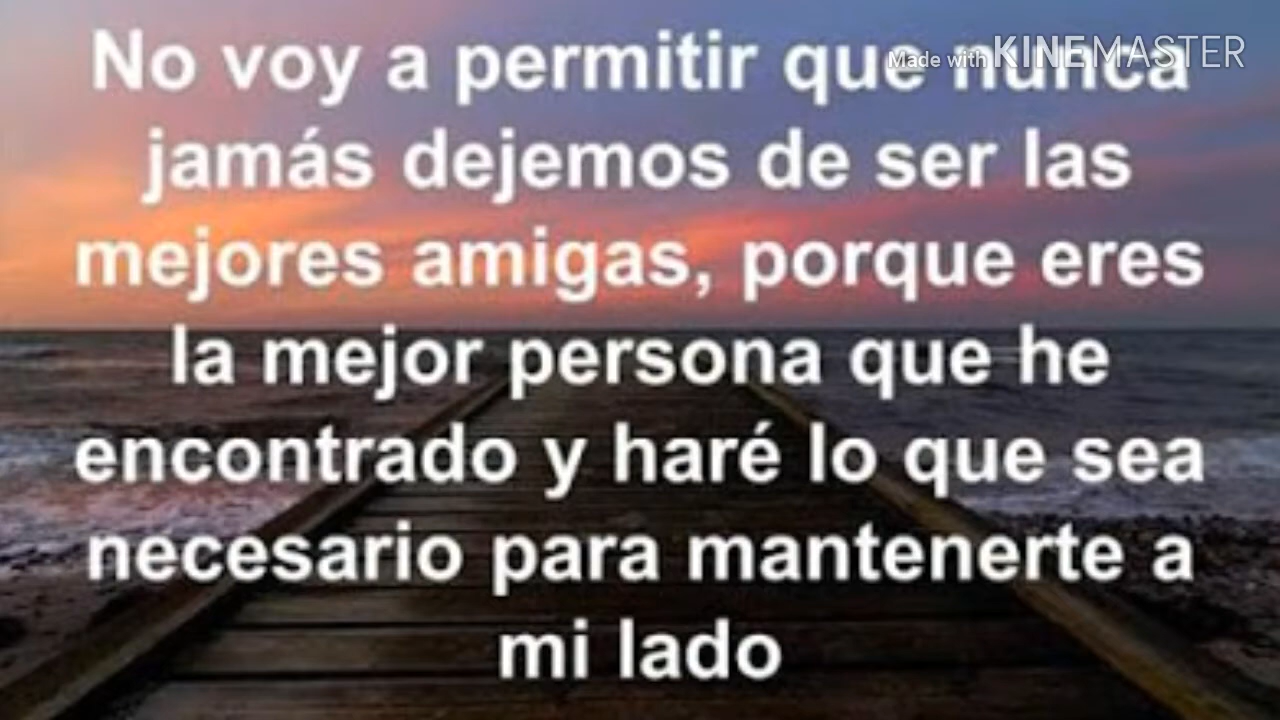 No voy a permitir que nunca
Made with KINEMASTER
jamás dejemos de ser las
mejores amigas, porque eres
la mejor persona que he
encontrado y haré lo que sea
necesario para mantenerte a
mi lado